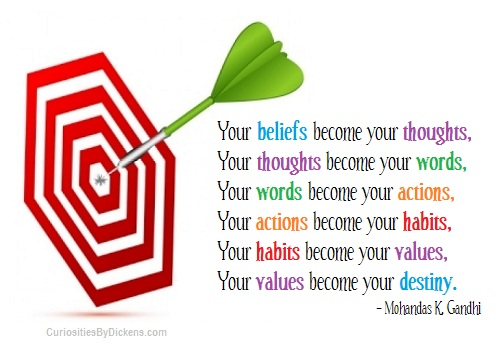 Your beliefs become your thoughts,
Your thoughts become your words,
Your words become your actions,
Your actions become your habits,
Your habits become your values,
Your values become your destiny.
- Mohandas K. Gandhi
CuriositiesByDickens.com